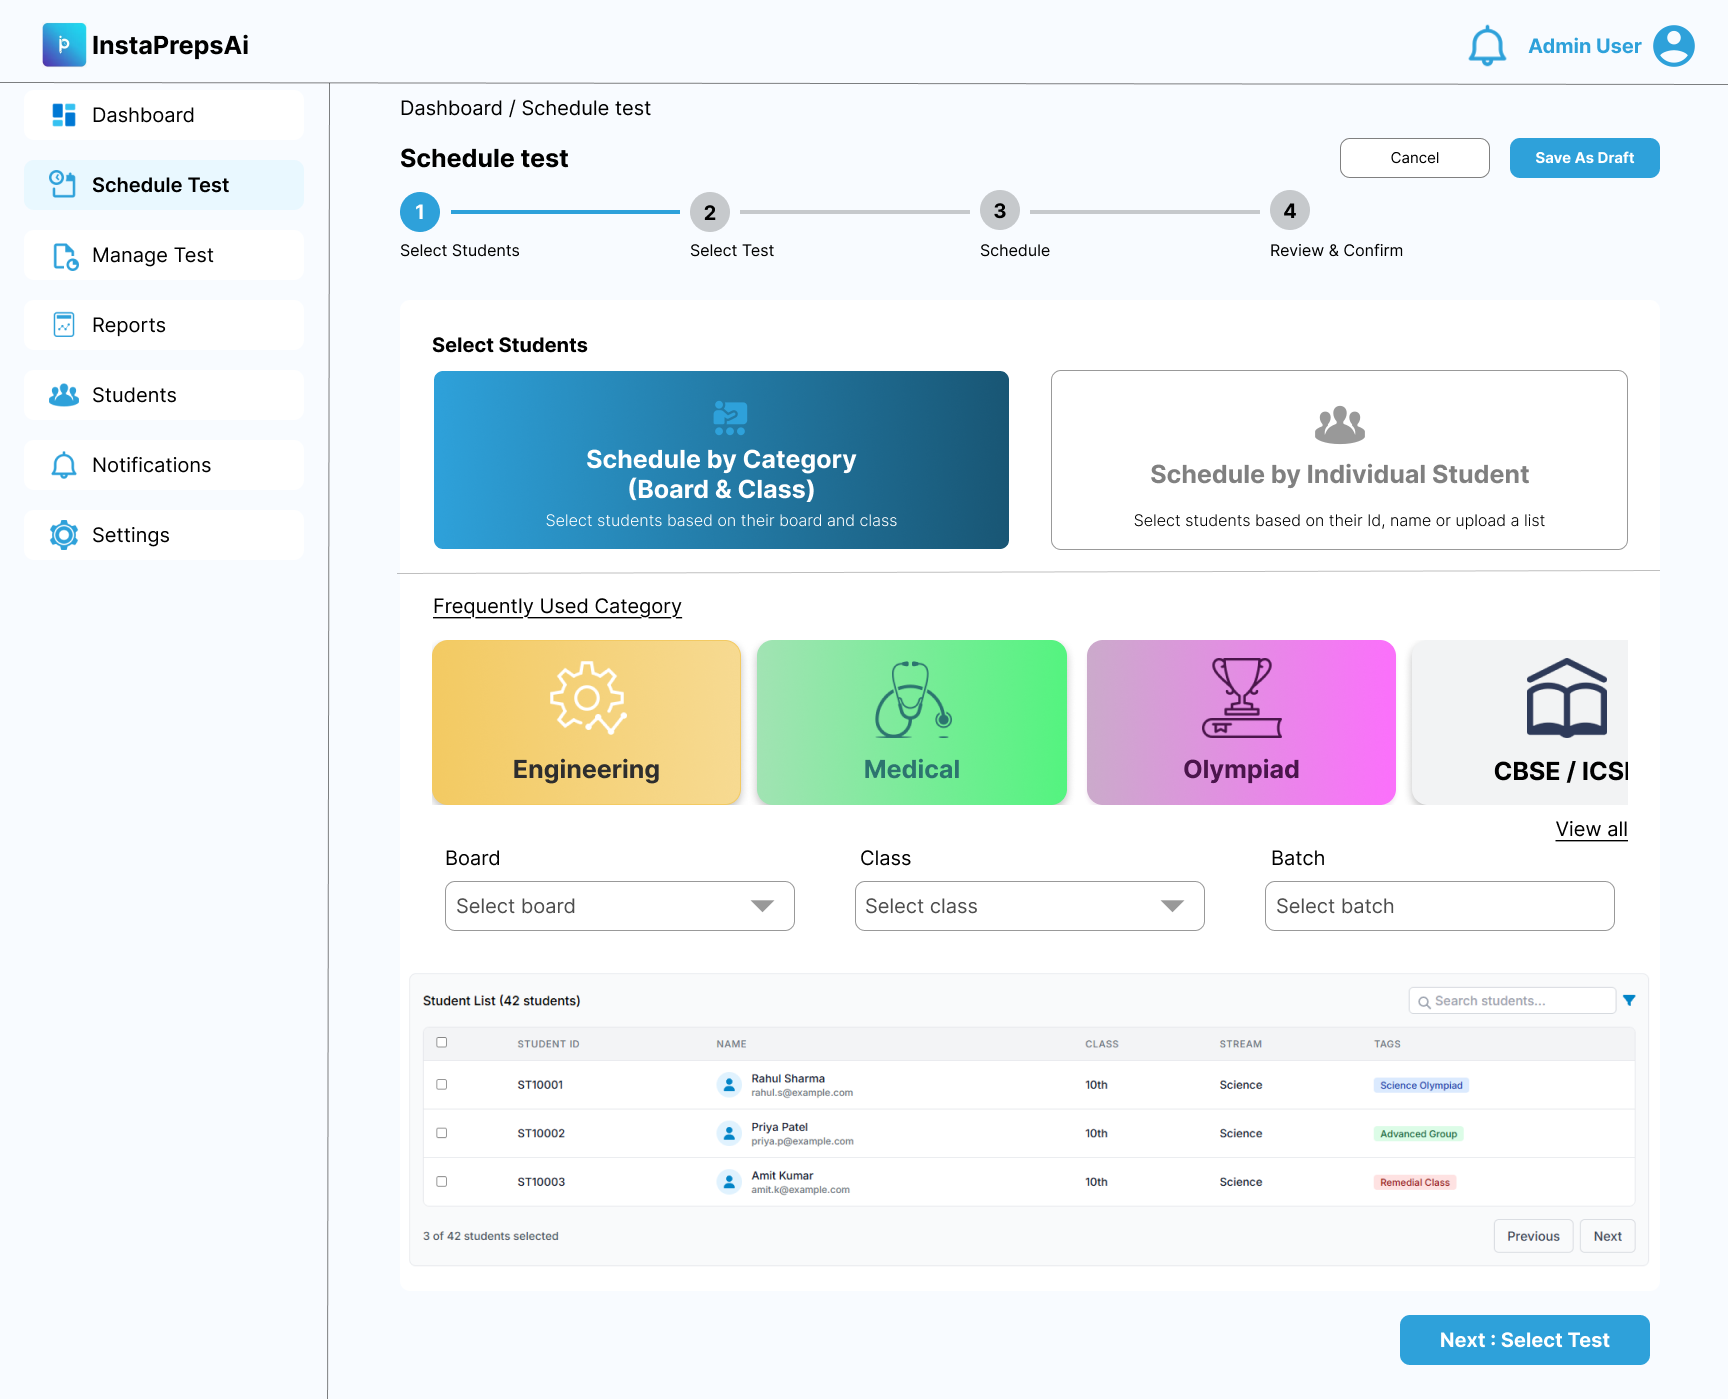 InstaPrepsAi
Admin User
Dashboard
Schedule Test
Manage Test
Reports
Students
Notifications
Settings
Dashboard / Schedule test
Schedule test
Cancel
Save As Draft
1
2
3
4
Select Students
Select Test
Schedule
Review & Confirm
Select Students
Schedule by Category
(Board & Class)
Select students based on their board and class
Schedule by Individual Student
Select students based on their Id, name or upload a list
Frequently Used Category
Engineering
Medical
Olympiad
CBSE / ICS
View all
Board
Class
Batch
Select board
Select class
Select batch
Student List (42 students)
Search students...
STUDENT ID
NAME
CLASS
STREAM
TAGS
ST10001
Rahul Sharma
rahul.s@example.com
10th
Science
Science Olympiad
ST10002
Priya Patel
priya.p@example.com
10th
Science
Advanced Group
ST10003
Amit Kumar
amit.k@example.com
10th
Science
Remedial Class
3 of 42 students selected
Previous
Next
Next : Select Test